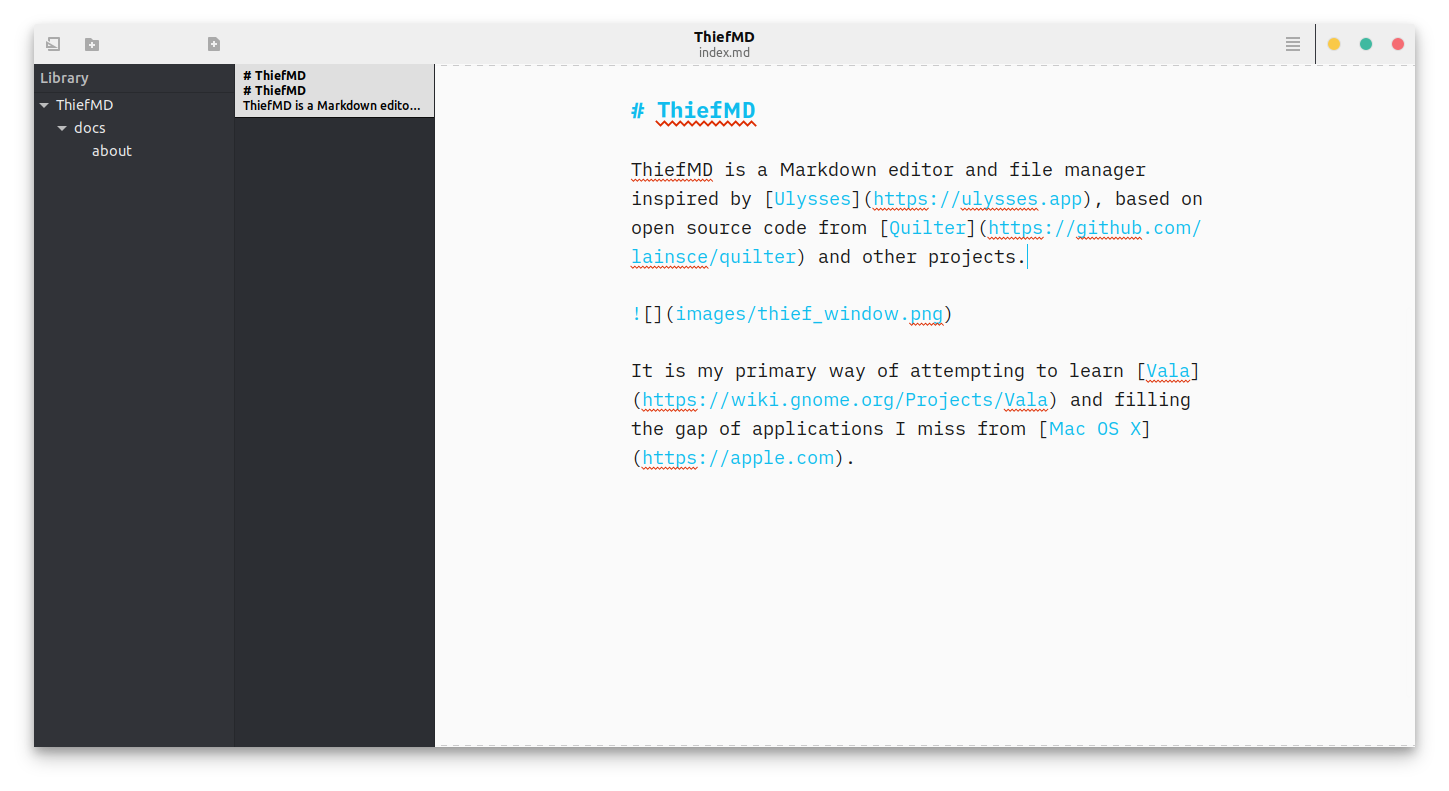 ThiefMD
index.md
Library
ThiefMD
docs
about
# ThiefMD
# ThiefMD
ThiefMD is a Markdown edito...
# ThiefMD
ThiefMD is a Markdown editor and file manager
inspired by [Ulysses](https://ulysses.app), based on
open source code from [Quilter](https://github.com/
lainsce/quilter) and other projects.
![](images/thief_window.png)
It is my primary way of attempting to learn [Vala]
(https://wiki.gnome.org/Projects/Vala) and filling
the gap of applications I miss from [Mac OS X]
(https://apple.com).